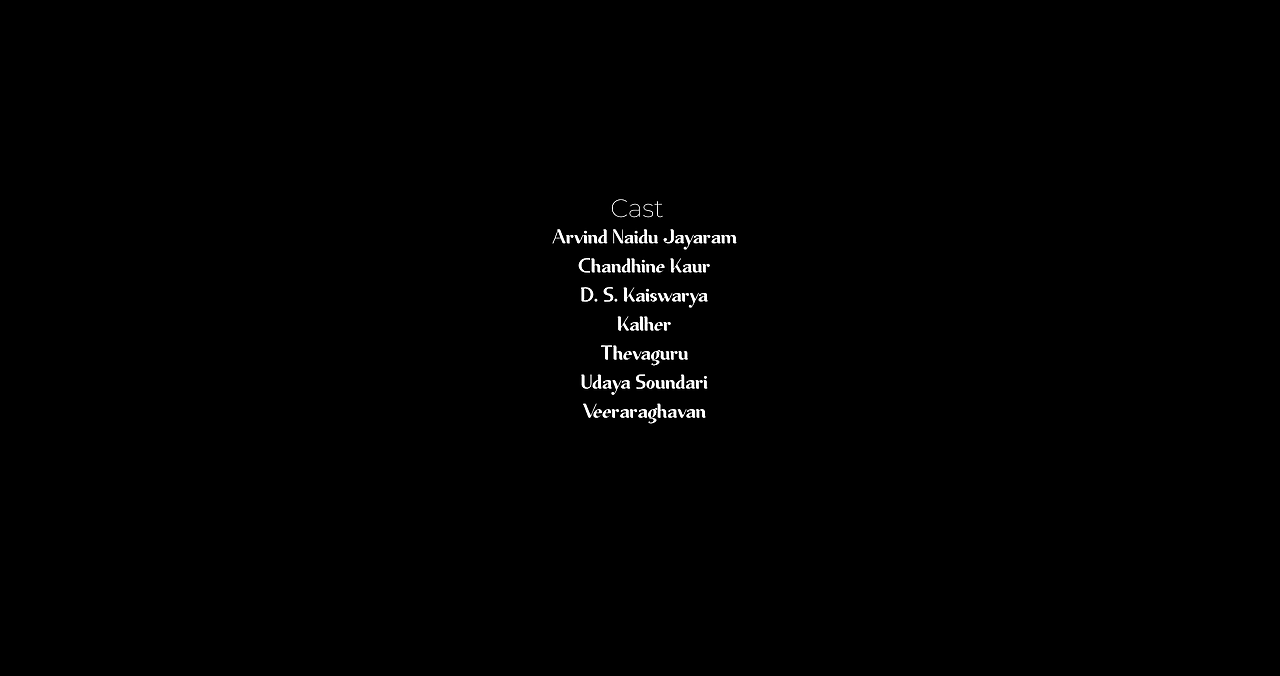 Cast
Arvind Naidu Jayaram
Chandhine Kaur
D. S. Kaiswarya
Kalher
Thevaguru
Udaya Soundari
Veeraraghavan